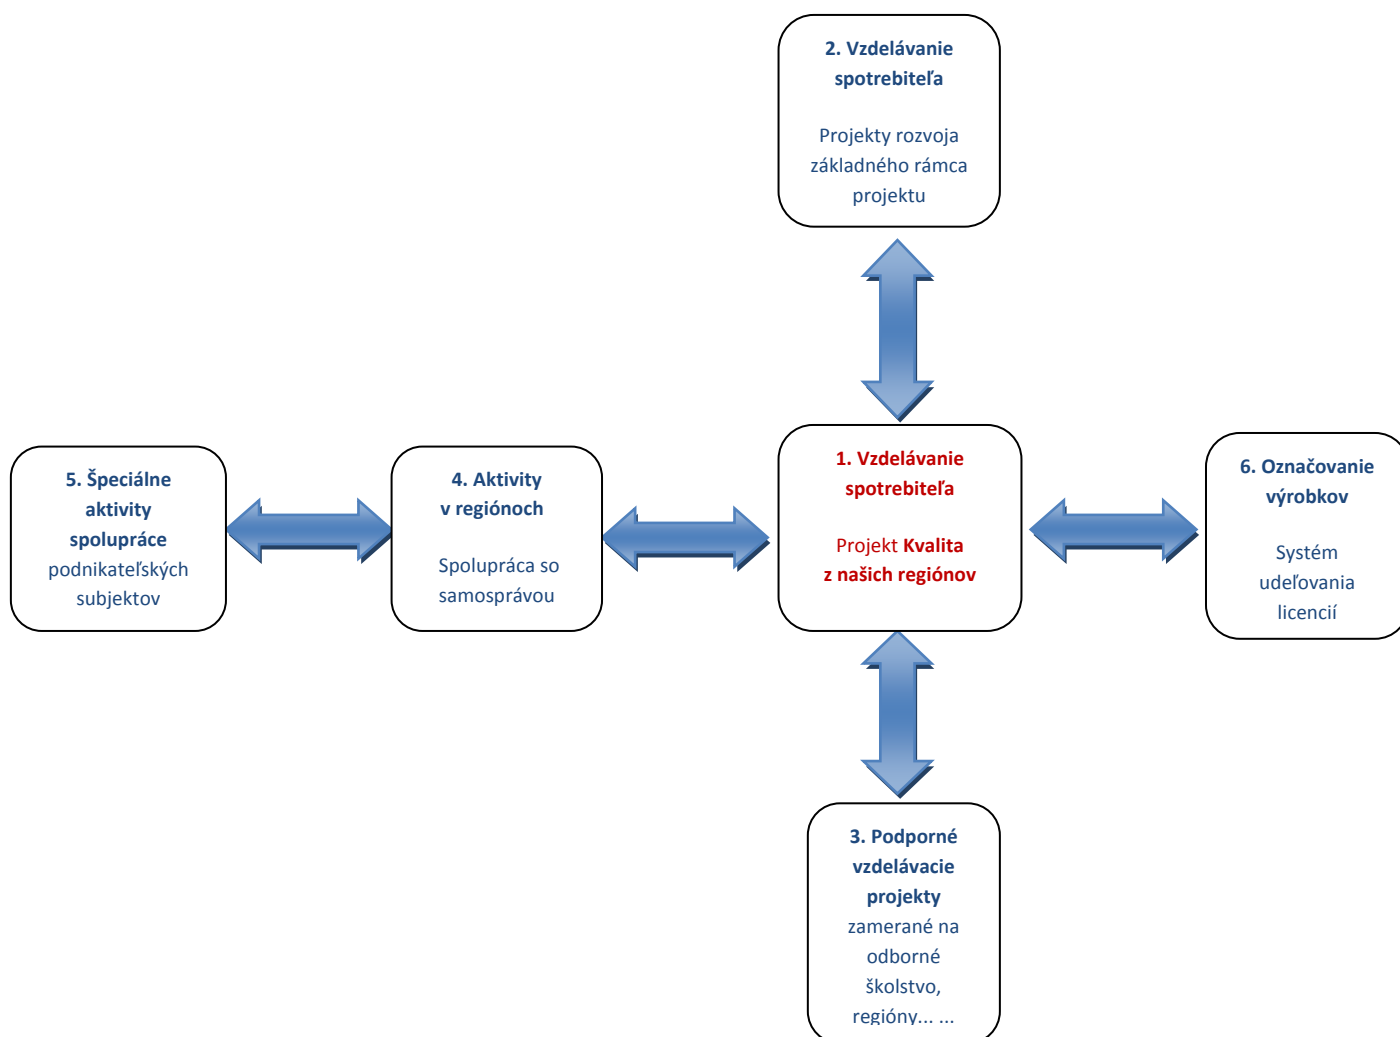 2. Vzdelávanie
spotrebiteľa
Projekty rozvoja
základného rámca
projektu
5. Špeciálne
aktivity
spolupráce
podnikateľských
subjektov
4. Aktivity
v regiónoch
Spolupráca so
samosprávou
1. Vzdelávanie
spotrebiteľa
Projekt Kvalita
z našich regiónov
6. Označovanie
výrobkov
Systém
udeľovania
licencií
3. Podporné
vzdelávacie
projekty
zamerané na
odborné
školstvo,
regióny... ...